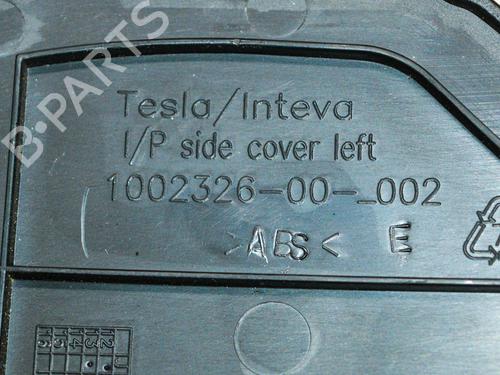 B-PARTS
Tesla/Inteva
I/P side cover left
1002326-00-_002
>ABS< E